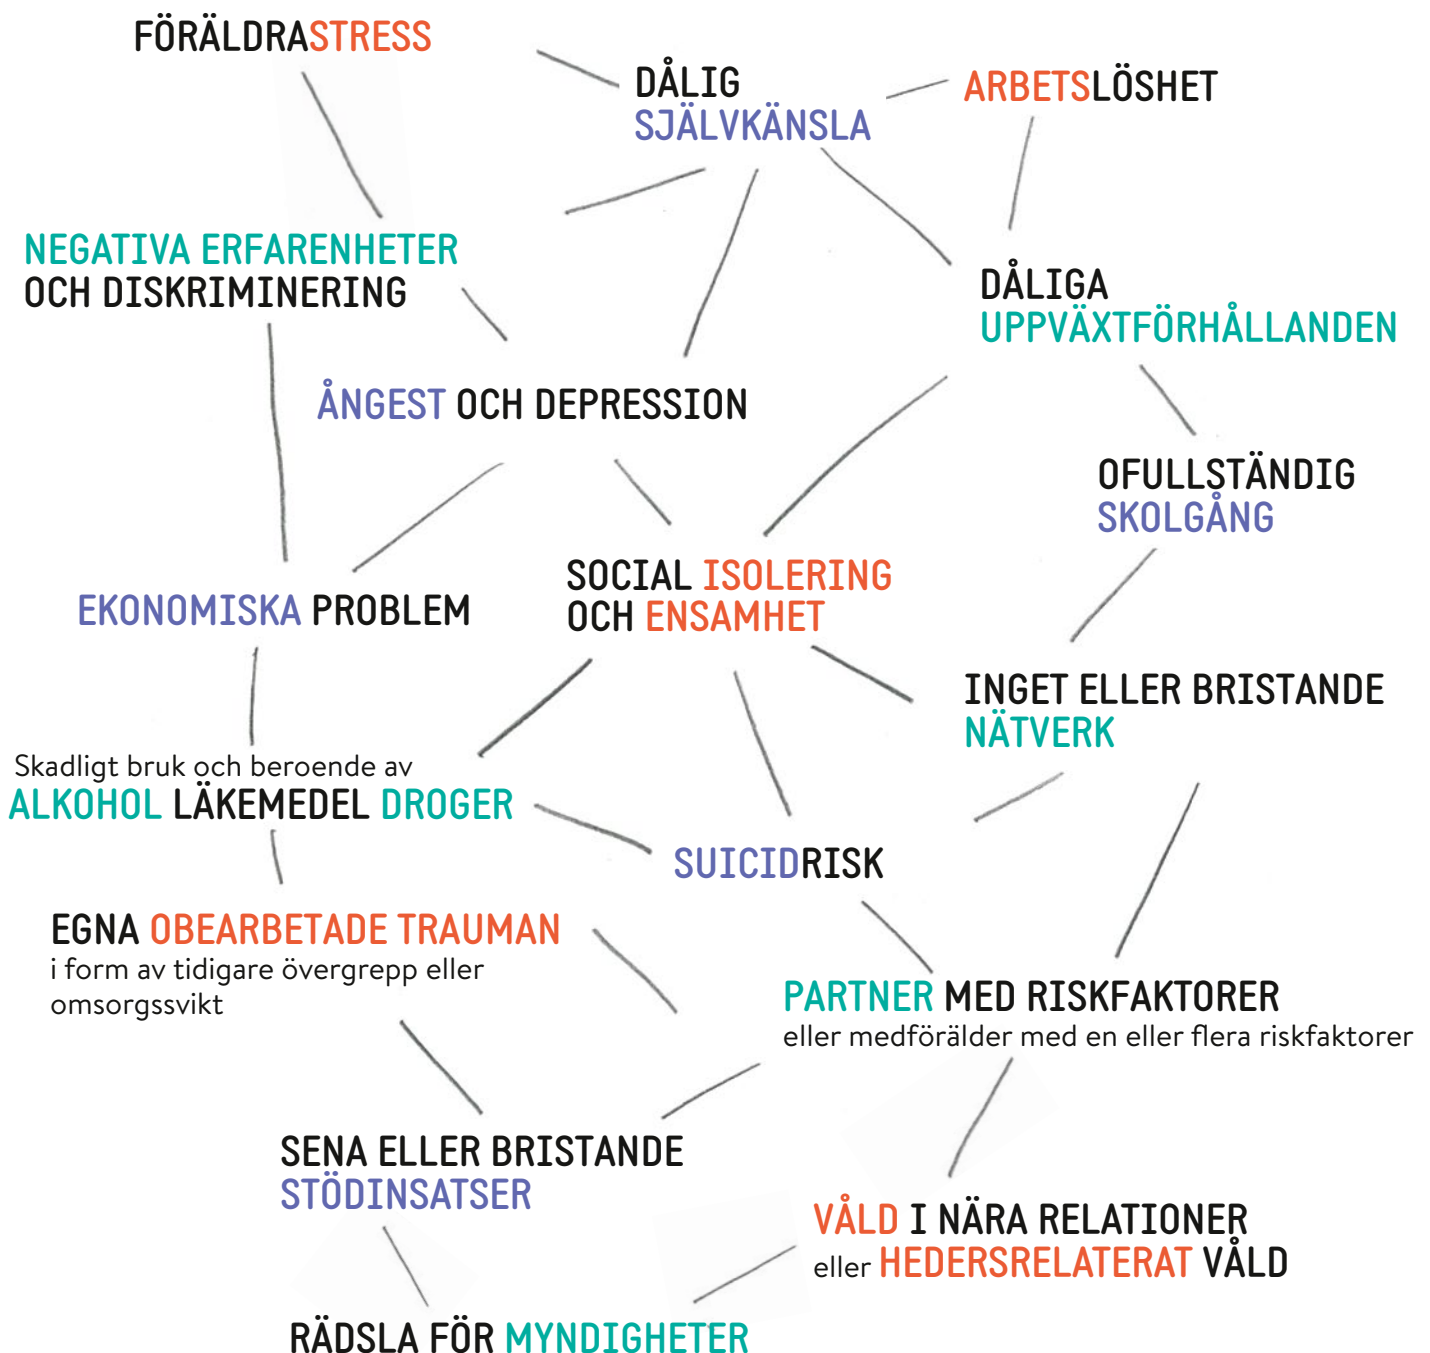 FÖRÄLDRASTRESS
DÅLIG
SJÄLVKÄNSLA
ARBETSLÖSHET
NEGATIVA ERFARENHETER
OCH DISKRIMINERING
DÅLIGA
UPPVÄXTFÖRHÅLLANDEN
ÅNGEST OCH DEPRESSION
OFULLSTÄNDIG
SKOLGÅNG
SOCIAL ISOLERING
OCH ENSAMHET
EKONOMISKA PROBLEM
INGET ELLER BRISTANDE
NÄTVERK
Skadligt bruk och beroende av
ALKOHOL LÄKEMEDEL DROGER
SUICIDRISK
EGNA OBEARBETADE TRAUMAN
i form av tidigare övergrepp eller
omsorgssvikt
PARTNER MED RISKFAKTORER
eller medförälder med en eller flera riskfaktorer
SENA ELLER BRISTANDE
STÖDINSATSER
VÅLD I NÄRA RELATIONER
eller HEDERSRELATERAT VÅLD
RÄDSLA FÖR MYNDIGHETER